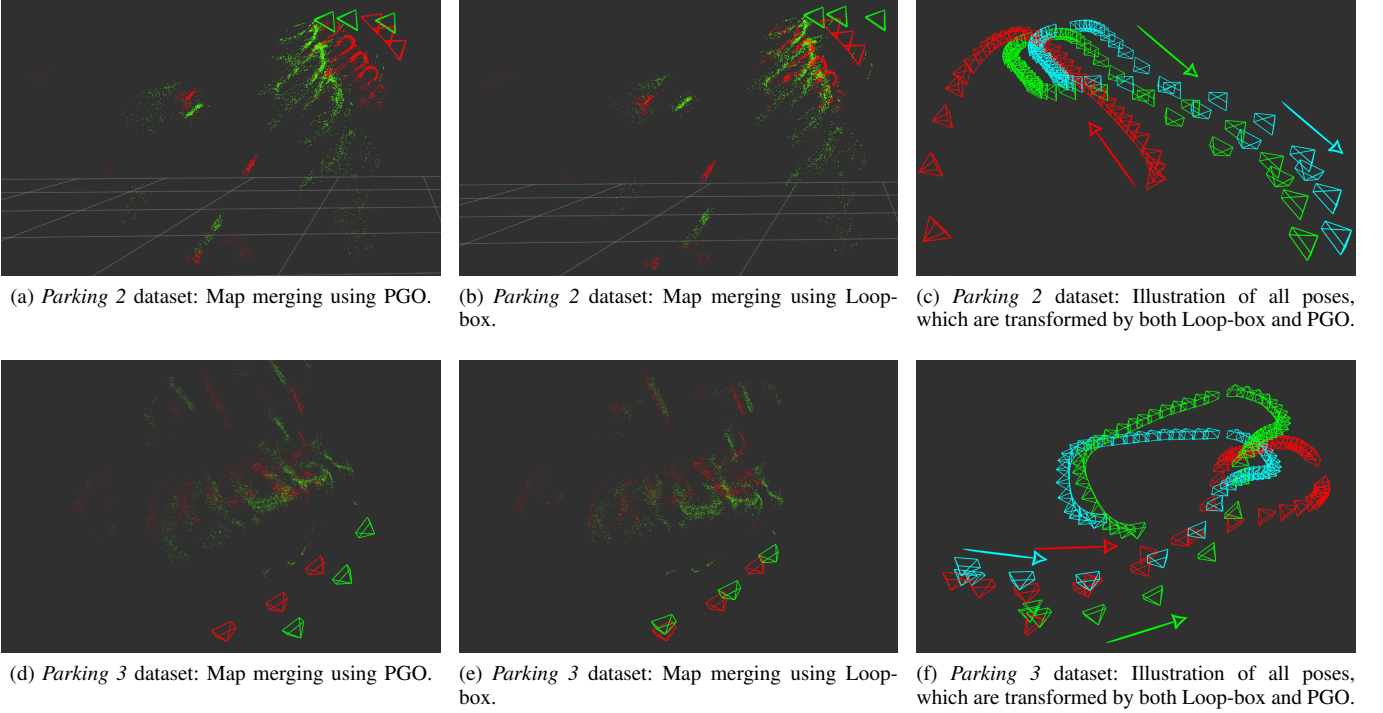 (a) Parking 2 dataset: Map merging using PGO.
(b) Parking 2 dataset: Map merging using Loop-
box.
(c) Parking 2 dataset: Illustration of all poses,
which are transformed by both Loop-box and PGO.
(d) Parking 3 dataset: Map merging using PGO.
(e) Parking 3 dataset: Map merging using Loop-
box.
(f) Parking 3 dataset: Illustration of all poses,
which are transformed by both Loop-box and PGO.